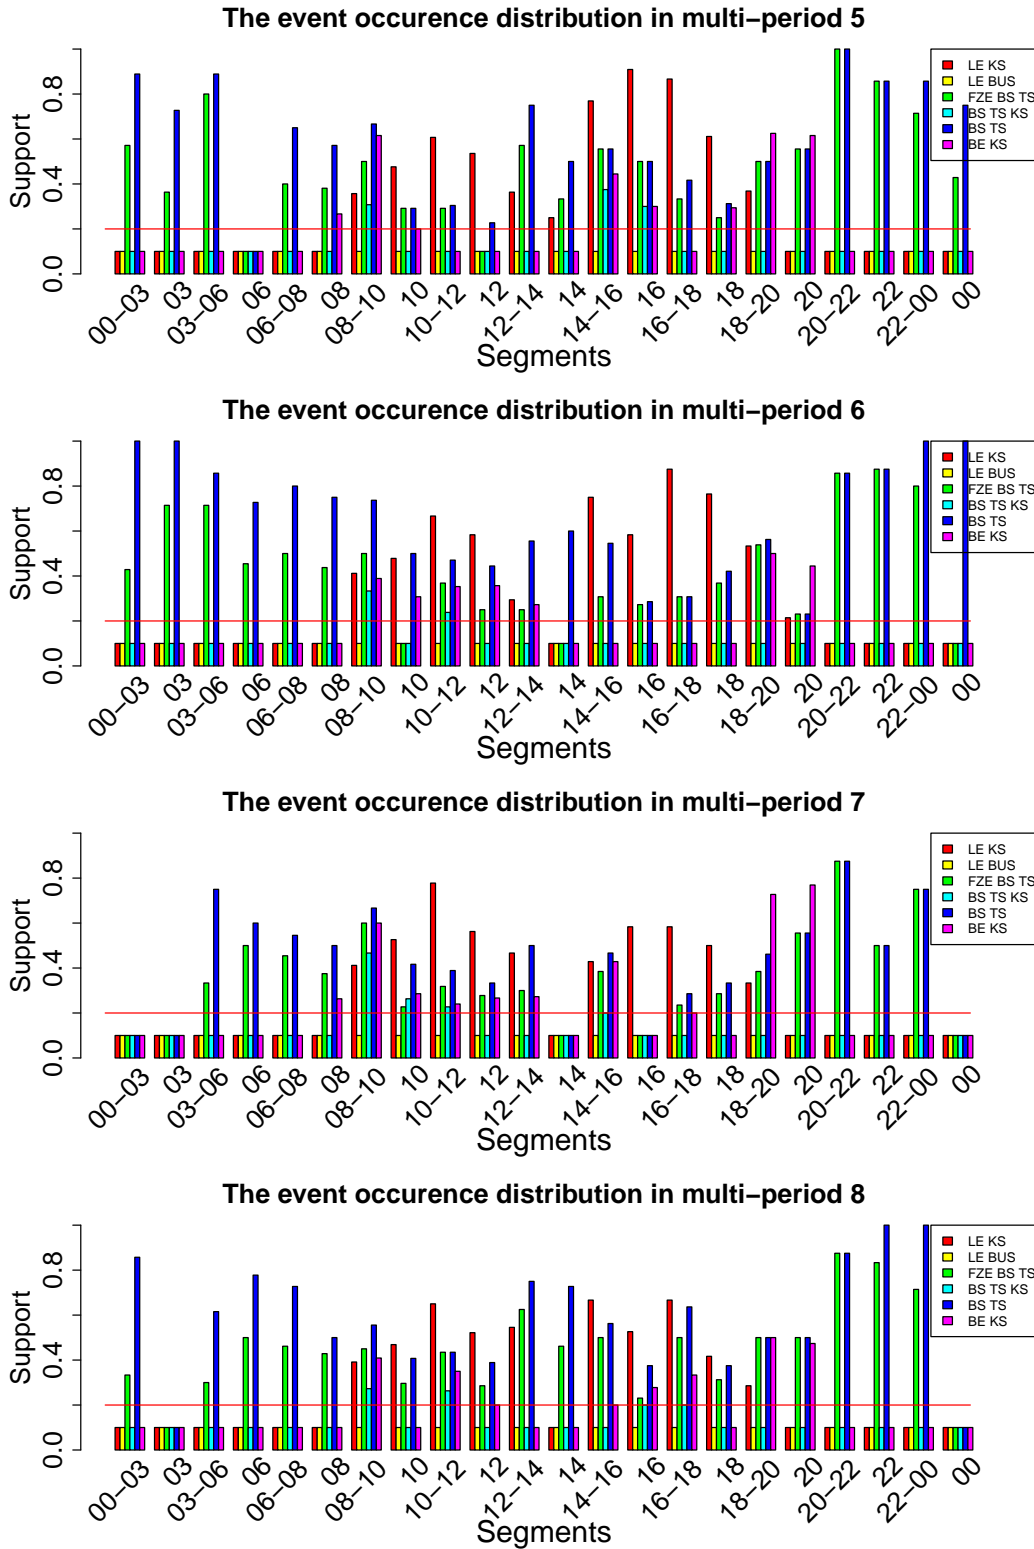 The event occurence distribution in multi−period 5
Support
0.0 0.4 0.8
LE KS
LE BUS
FZE BS TS
BS TS KS
BS TS
BE KS
00−03 03 03−06 06 06−08 08 08−10 10 10−12 12 12−14 14 14−16 16 16−18 18 18−20 20 20−22 22 22−00 00
Segments
The event occurence distribution in multi−period 6
Support
0.0 0.4 0.8
LE KS
LE BUS
FZE BS TS
BS TS KS
BS TS
BE KS
00−03 03 03−06 06 06−08 08 08−10 10 10−12 12 12−14 14 14−16 16 16−18 18 18−20 20 20−22 22 22−00 00
Segments
The event occurence distribution in multi−period 7
Support
0.0 0.4 0.8
LE KS
LE BUS
FZE BS TS
BS TS KS
BS TS
BE KS
00−03 03 03−06 06 06−08 08 08−10 10 10−12 12 12−14 14 14−16 16 16−18 18 18−20 20 20−22 22 22−00 00
Segments
The event occurence distribution in multi−period 8
Support
0.0 0.4 0.8
LE KS
LE BUS
FZE BS TS
BS TS KS
BS TS
BE KS
00−03 03 03−06 06 06−08 08 08−10 10 10−12 12 12−14 14 14−16 16 16−18 18 18−20 20 20−22 22 22−00 00
Segments